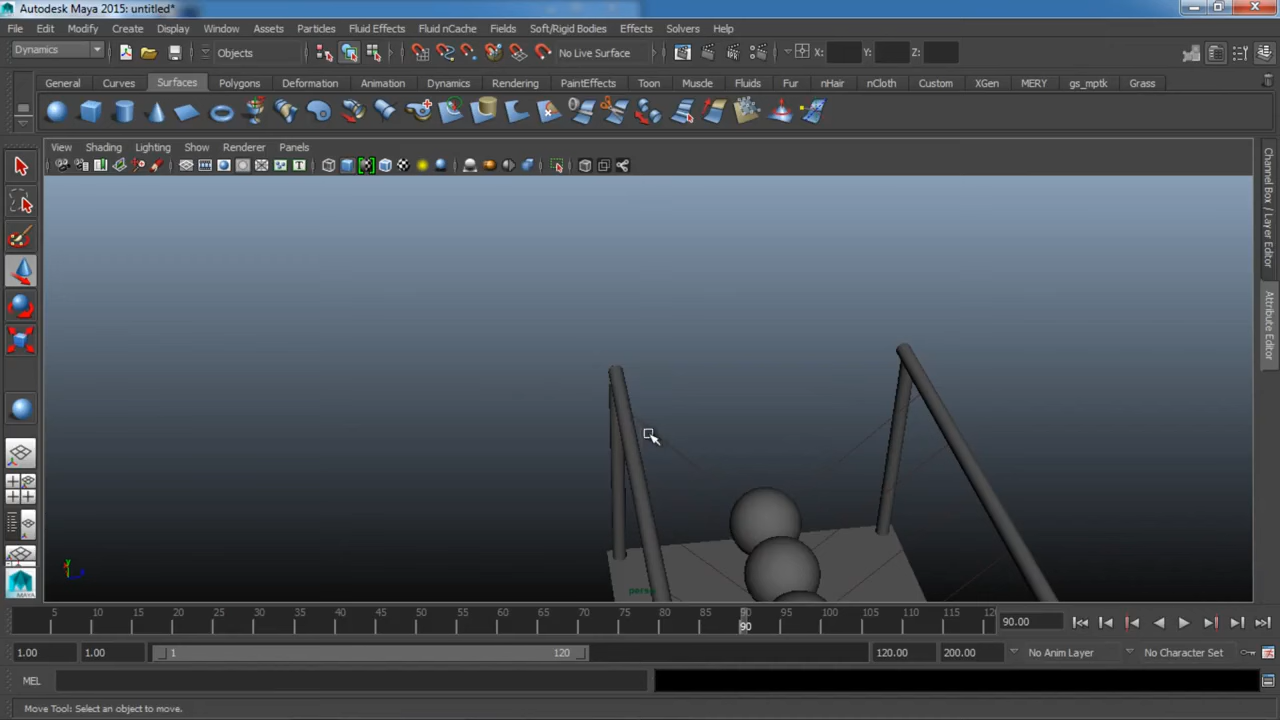 Autodesk Maya 2015: untitled*
File Edit Modify Create Display Window Assets Particles Fluid Effects Fluid nCache Fields Soft/Rigid Bodies Effects Solvers Help
Dynamics Objects No Live Surface X: Y: Z:
General Curves Surfaces Polygons Deformation Animation Dynamics Rendering PaintEffects Toon Muscle Fluids Fur nHair nCloth Custom XGen MERY gs_mptk Grass
View Shading Lighting Show Renderer Panels
Channel Box / Layer Editor
Attribute Editor
persp
5 10 15 20 25 30 35 40 45 50 55 60 65 70 75 80 85 90 95 100 105 110 115 120
90
90.00
1.00 1.00 1 120 120.00 200.00 No Anim Layer No Character Set
MEL
Move Tool: Select an object to move.